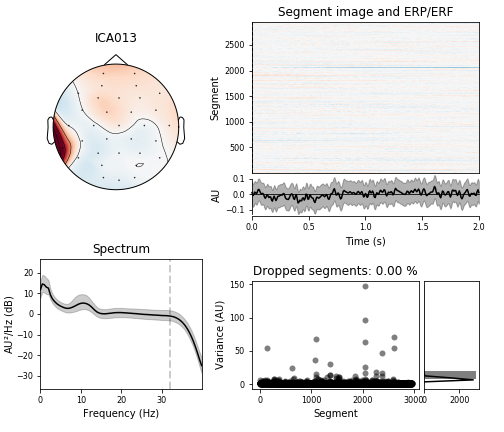 ICA013
Segment image and ERP/ERF
Segment
2500
2000
1500
1000
500
AU
0.1
0.0
−0.1
0.0 0.5 1.0 1.5 2.0
Time (s)
Spectrum
AU²/Hz (dB)
20
10
0
−10
−20
−30
0 10 20 30
Frequency (Hz)
Dropped segments: 0.00 %
Variance (AU)
150
100
50
0
0 1000 2000 3000 0 2000
Segment